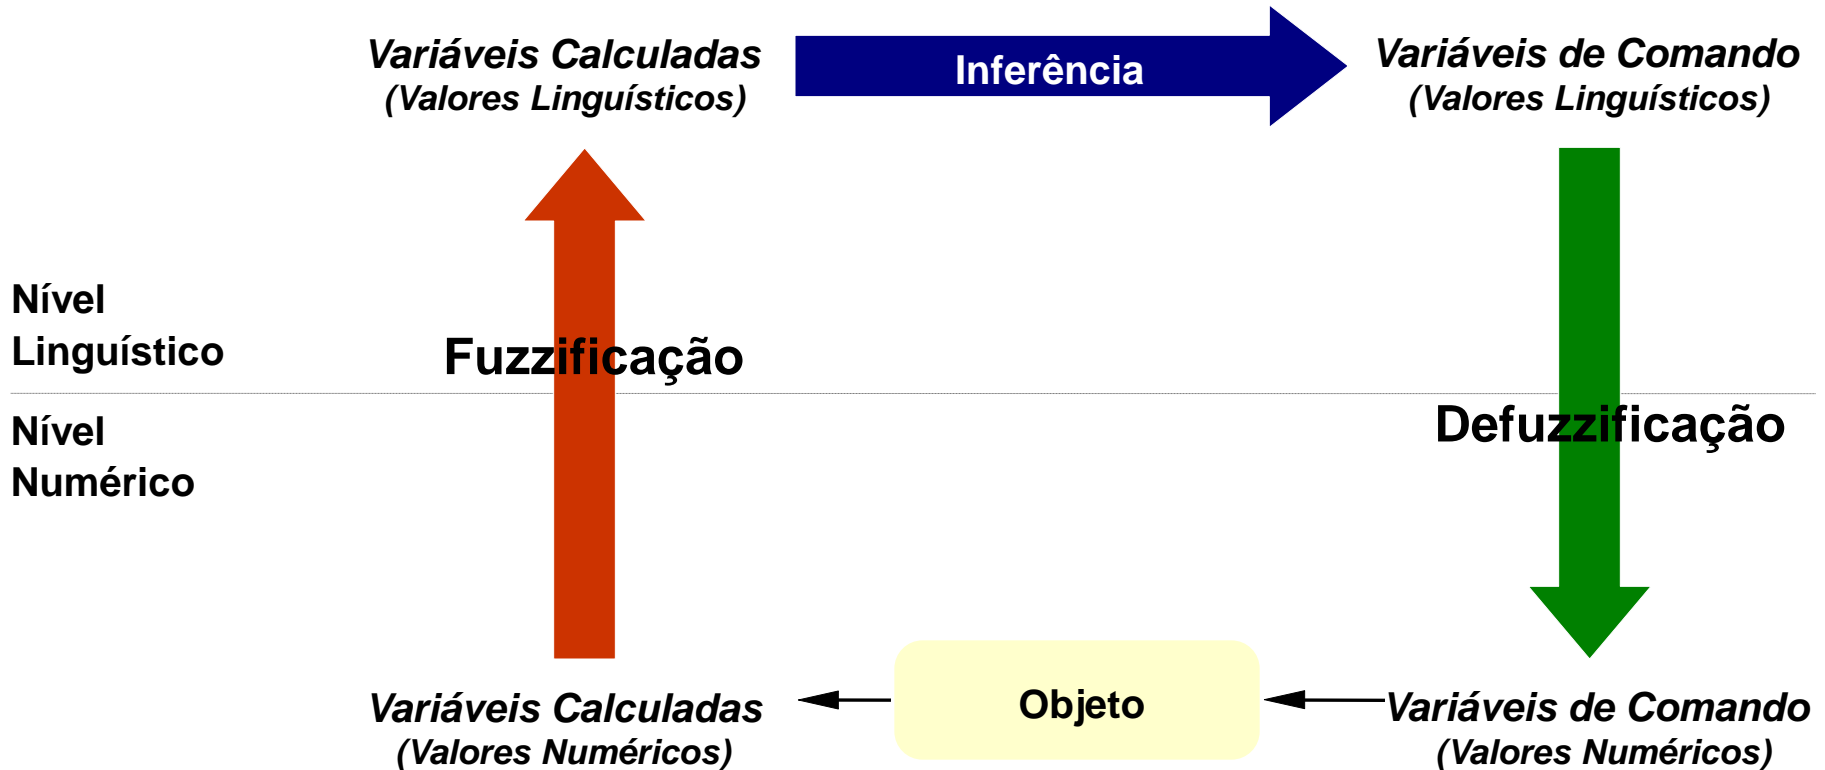 Variáveis Calculadas
(Valores Linguísticos)
Inferência
Variáveis de Comando
(Valores Linguísticos)
Nível
Linguístico
Fuzzificação
Nível
Numérico
Defuzzificação
Variáveis Calculadas
(Valores Numéricos)
Objeto
Variáveis de Comando
(Valores Numéricos)